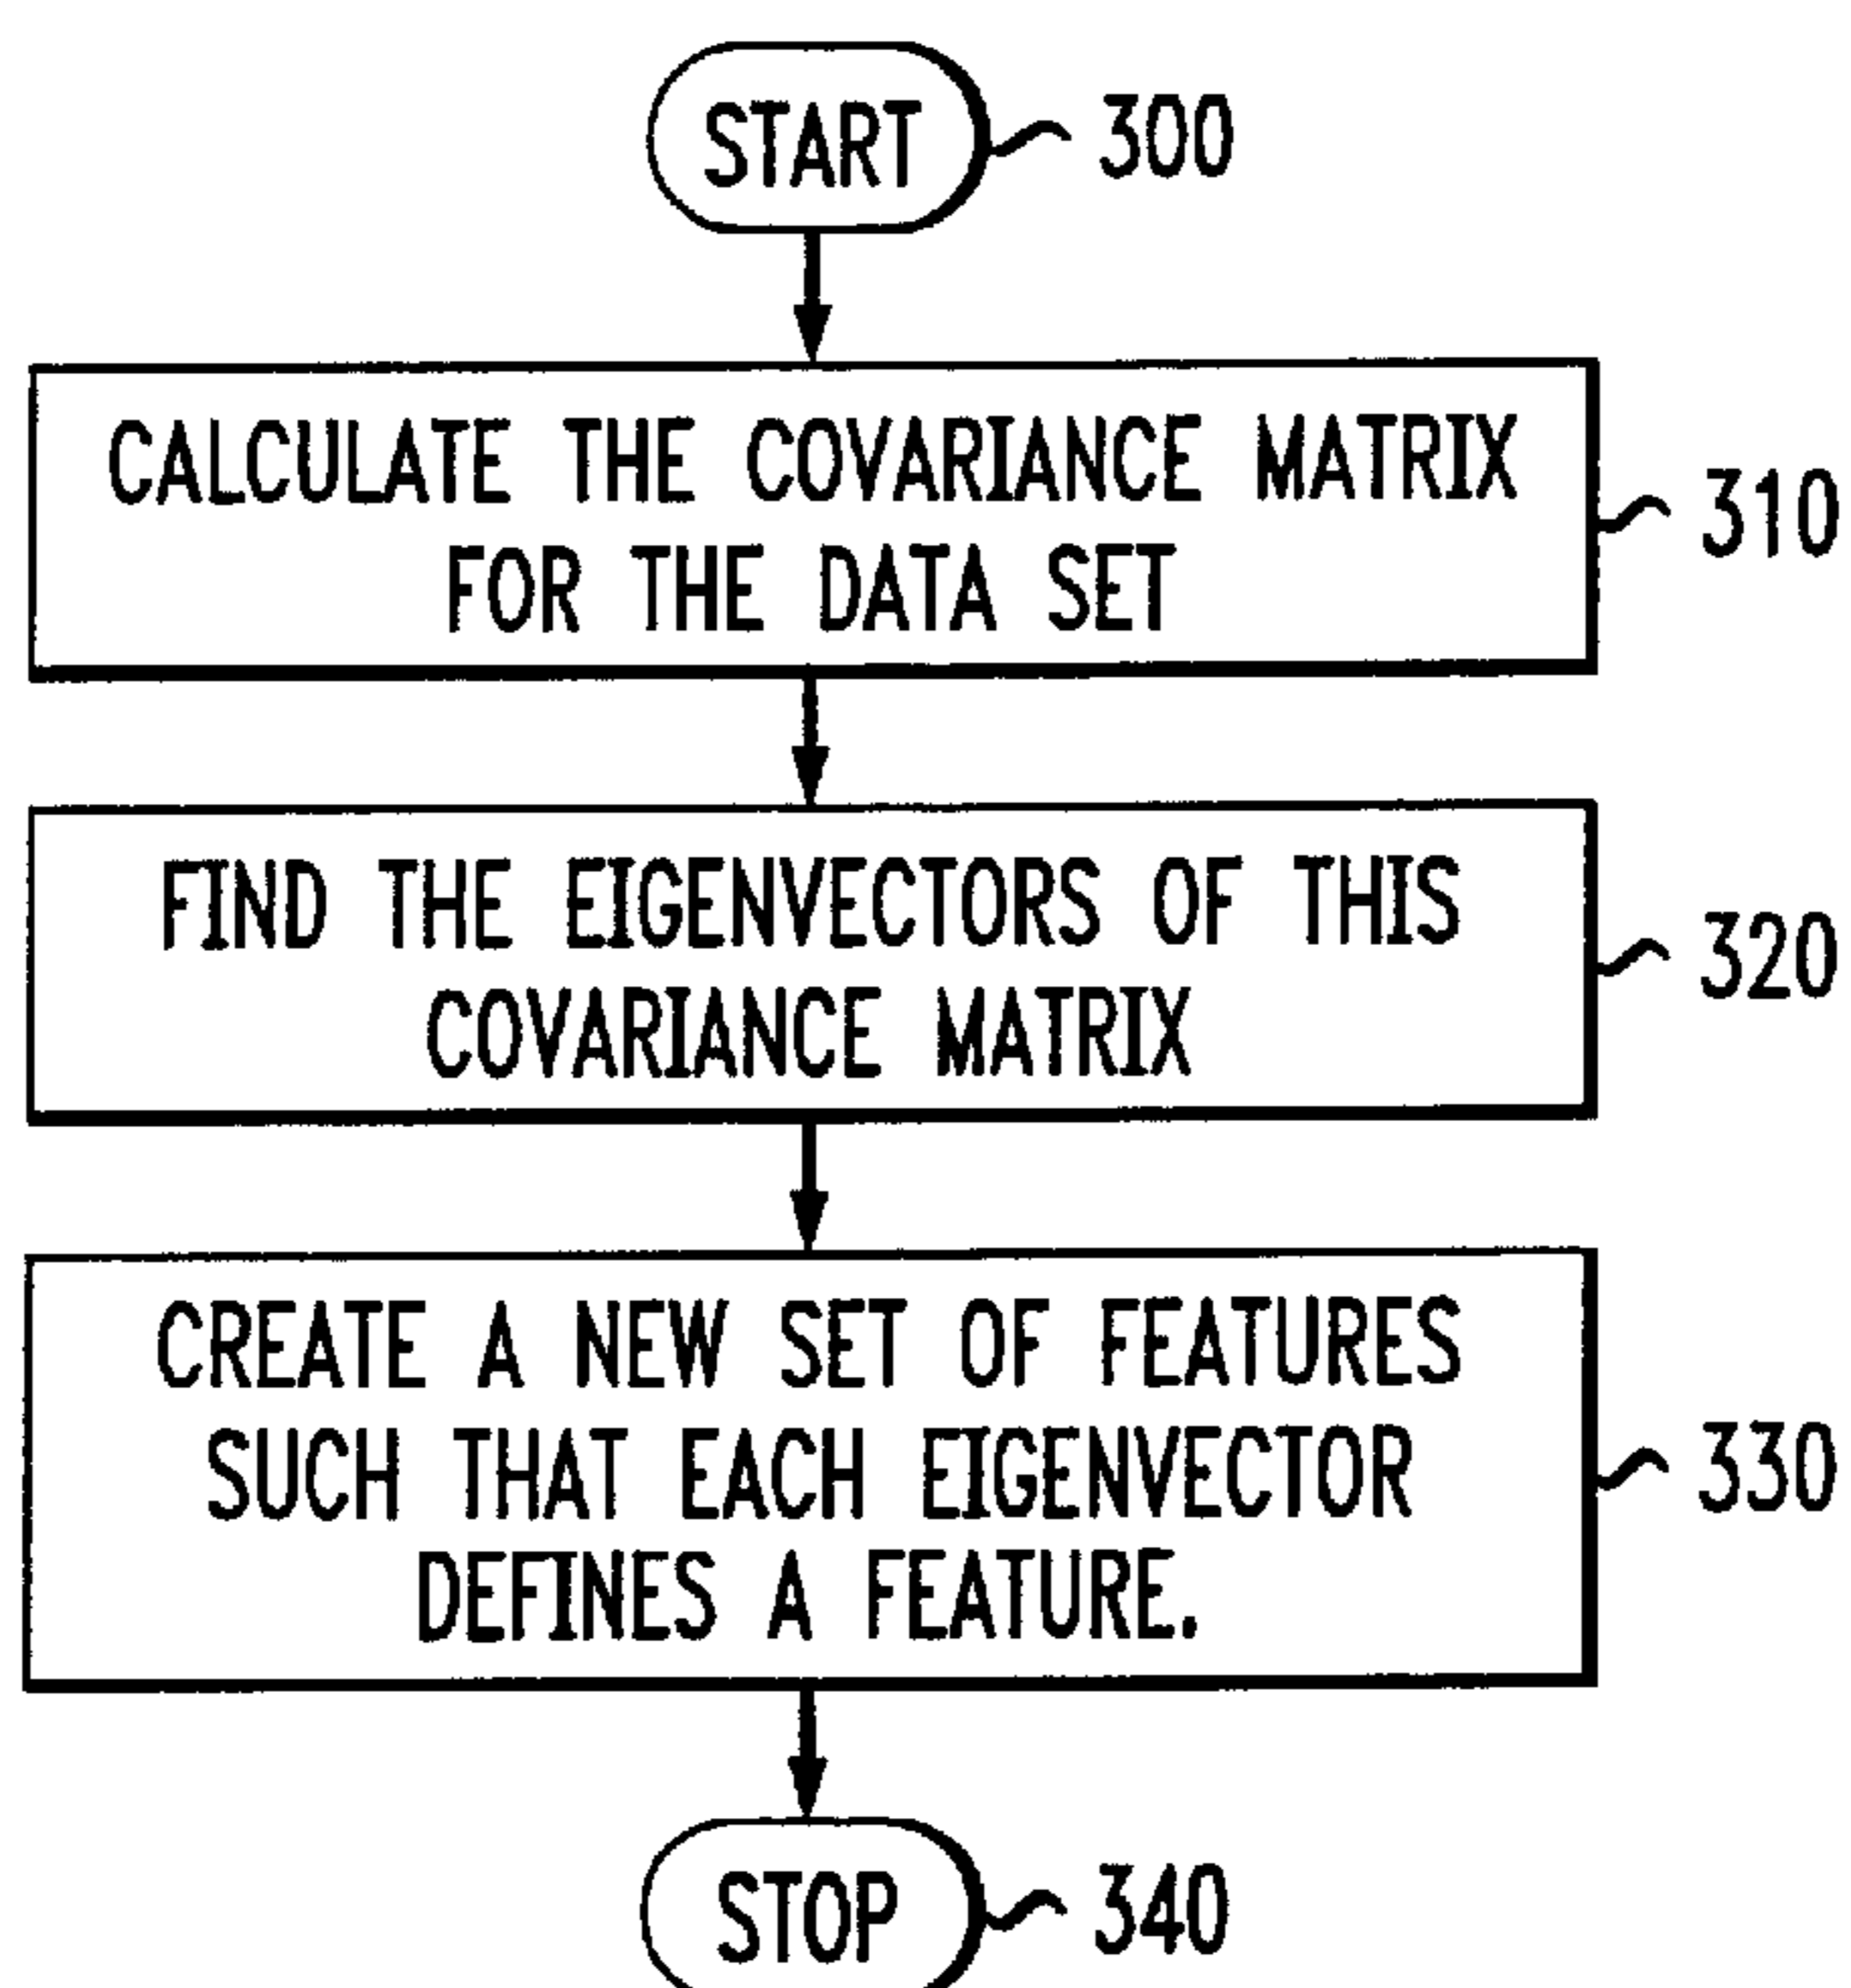 START
300
CALCULATE THE COVARIANCE MATRIX
FOR THE DATA SET
310
FIND THE EIGENVECTORS OF THIS
COVARIANCE MATRIX
320
CREATE A NEW SET OF FEATURES
SUCH THAT EACH EIGENVECTOR
DEFINES A FEATURE.
330
STOP
340